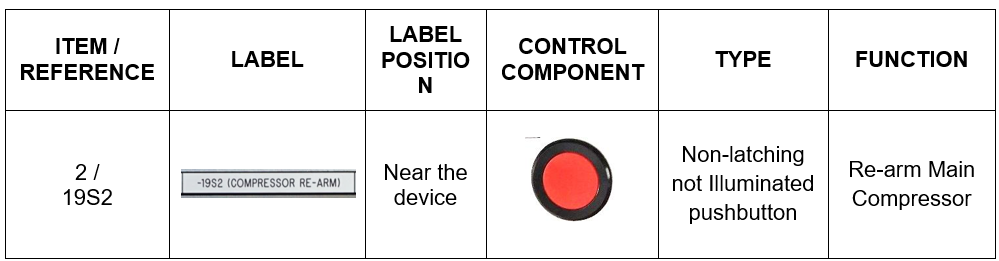 ITEM /
REFERENCE
LABEL
LABEL
POSITIO
N
CONTROL
COMPONENT
TYPE
FUNCTION
2 /
19S2
-19S2 (COMPRESSOR RE-ARM)
Near the
device
Non-latching
not Illuminated
pushbutton
Re-arm Main
Compressor